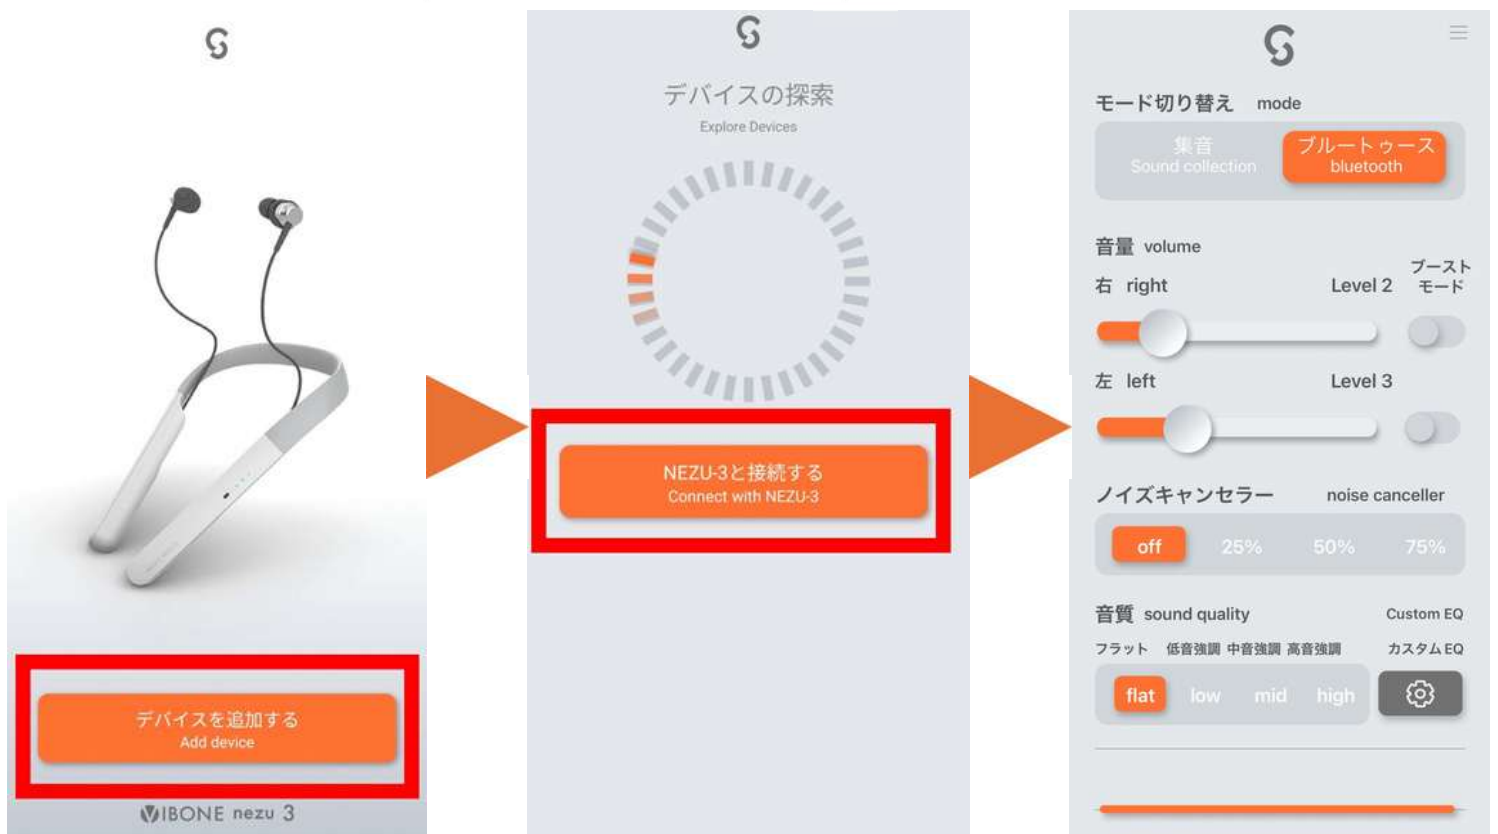 デバイスを追加する
Add device
VIBONE nezu 3
デバイスの探索
Explore Devices
NEZU-3と接続する
Connect with NEZU-3
モード切り替え mode
集音
Sound collection
ブルートゥース
bluetooth
音量 volume
ブースト
モード
右 right Level 2
左 left Level 3
ノイズキャンセラー noise canceller
off 25% 50% 75%
音質 sound quality Custom EQ
フラット 低音強調 中音強調 高音強調 カスタムEQ
flat low mid high